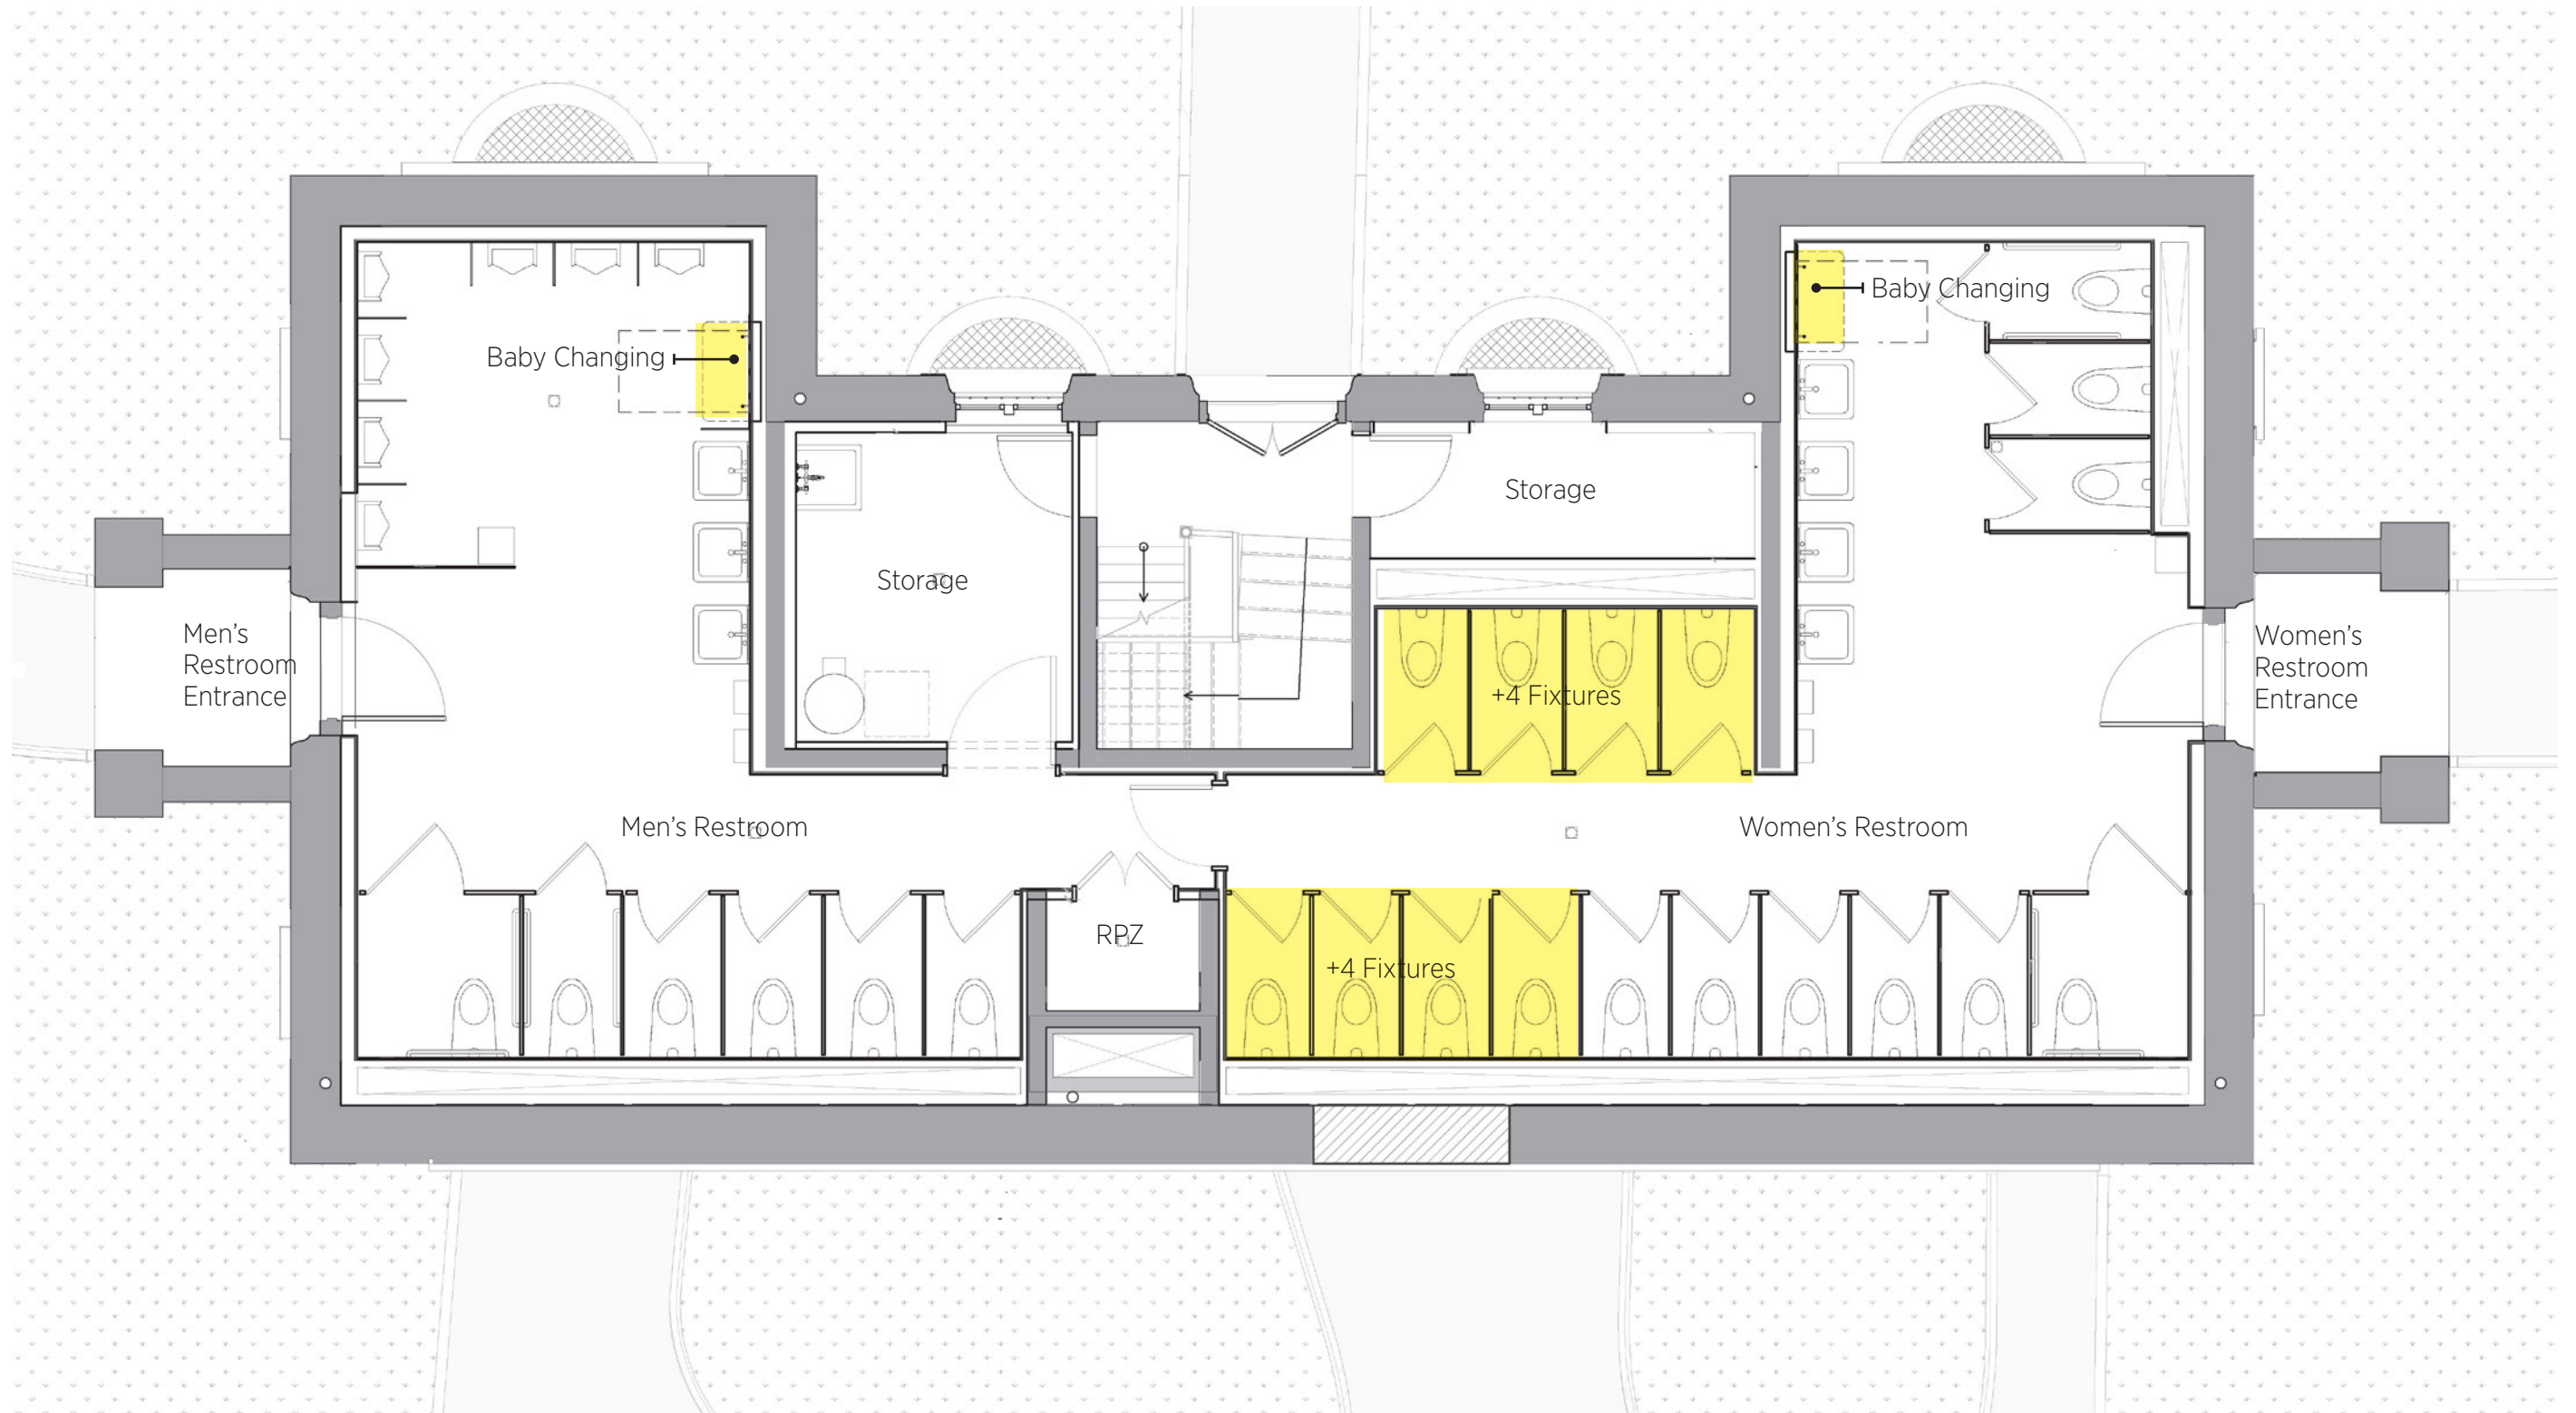 Baby Changing
Baby Changing
Storage
Storage
Men's
Restroom
Entrance
Women's
Restroom
Entrance
+4 Fixtures
Men's Restroom
Women's Restroom
RPZ
+4 Fixtures